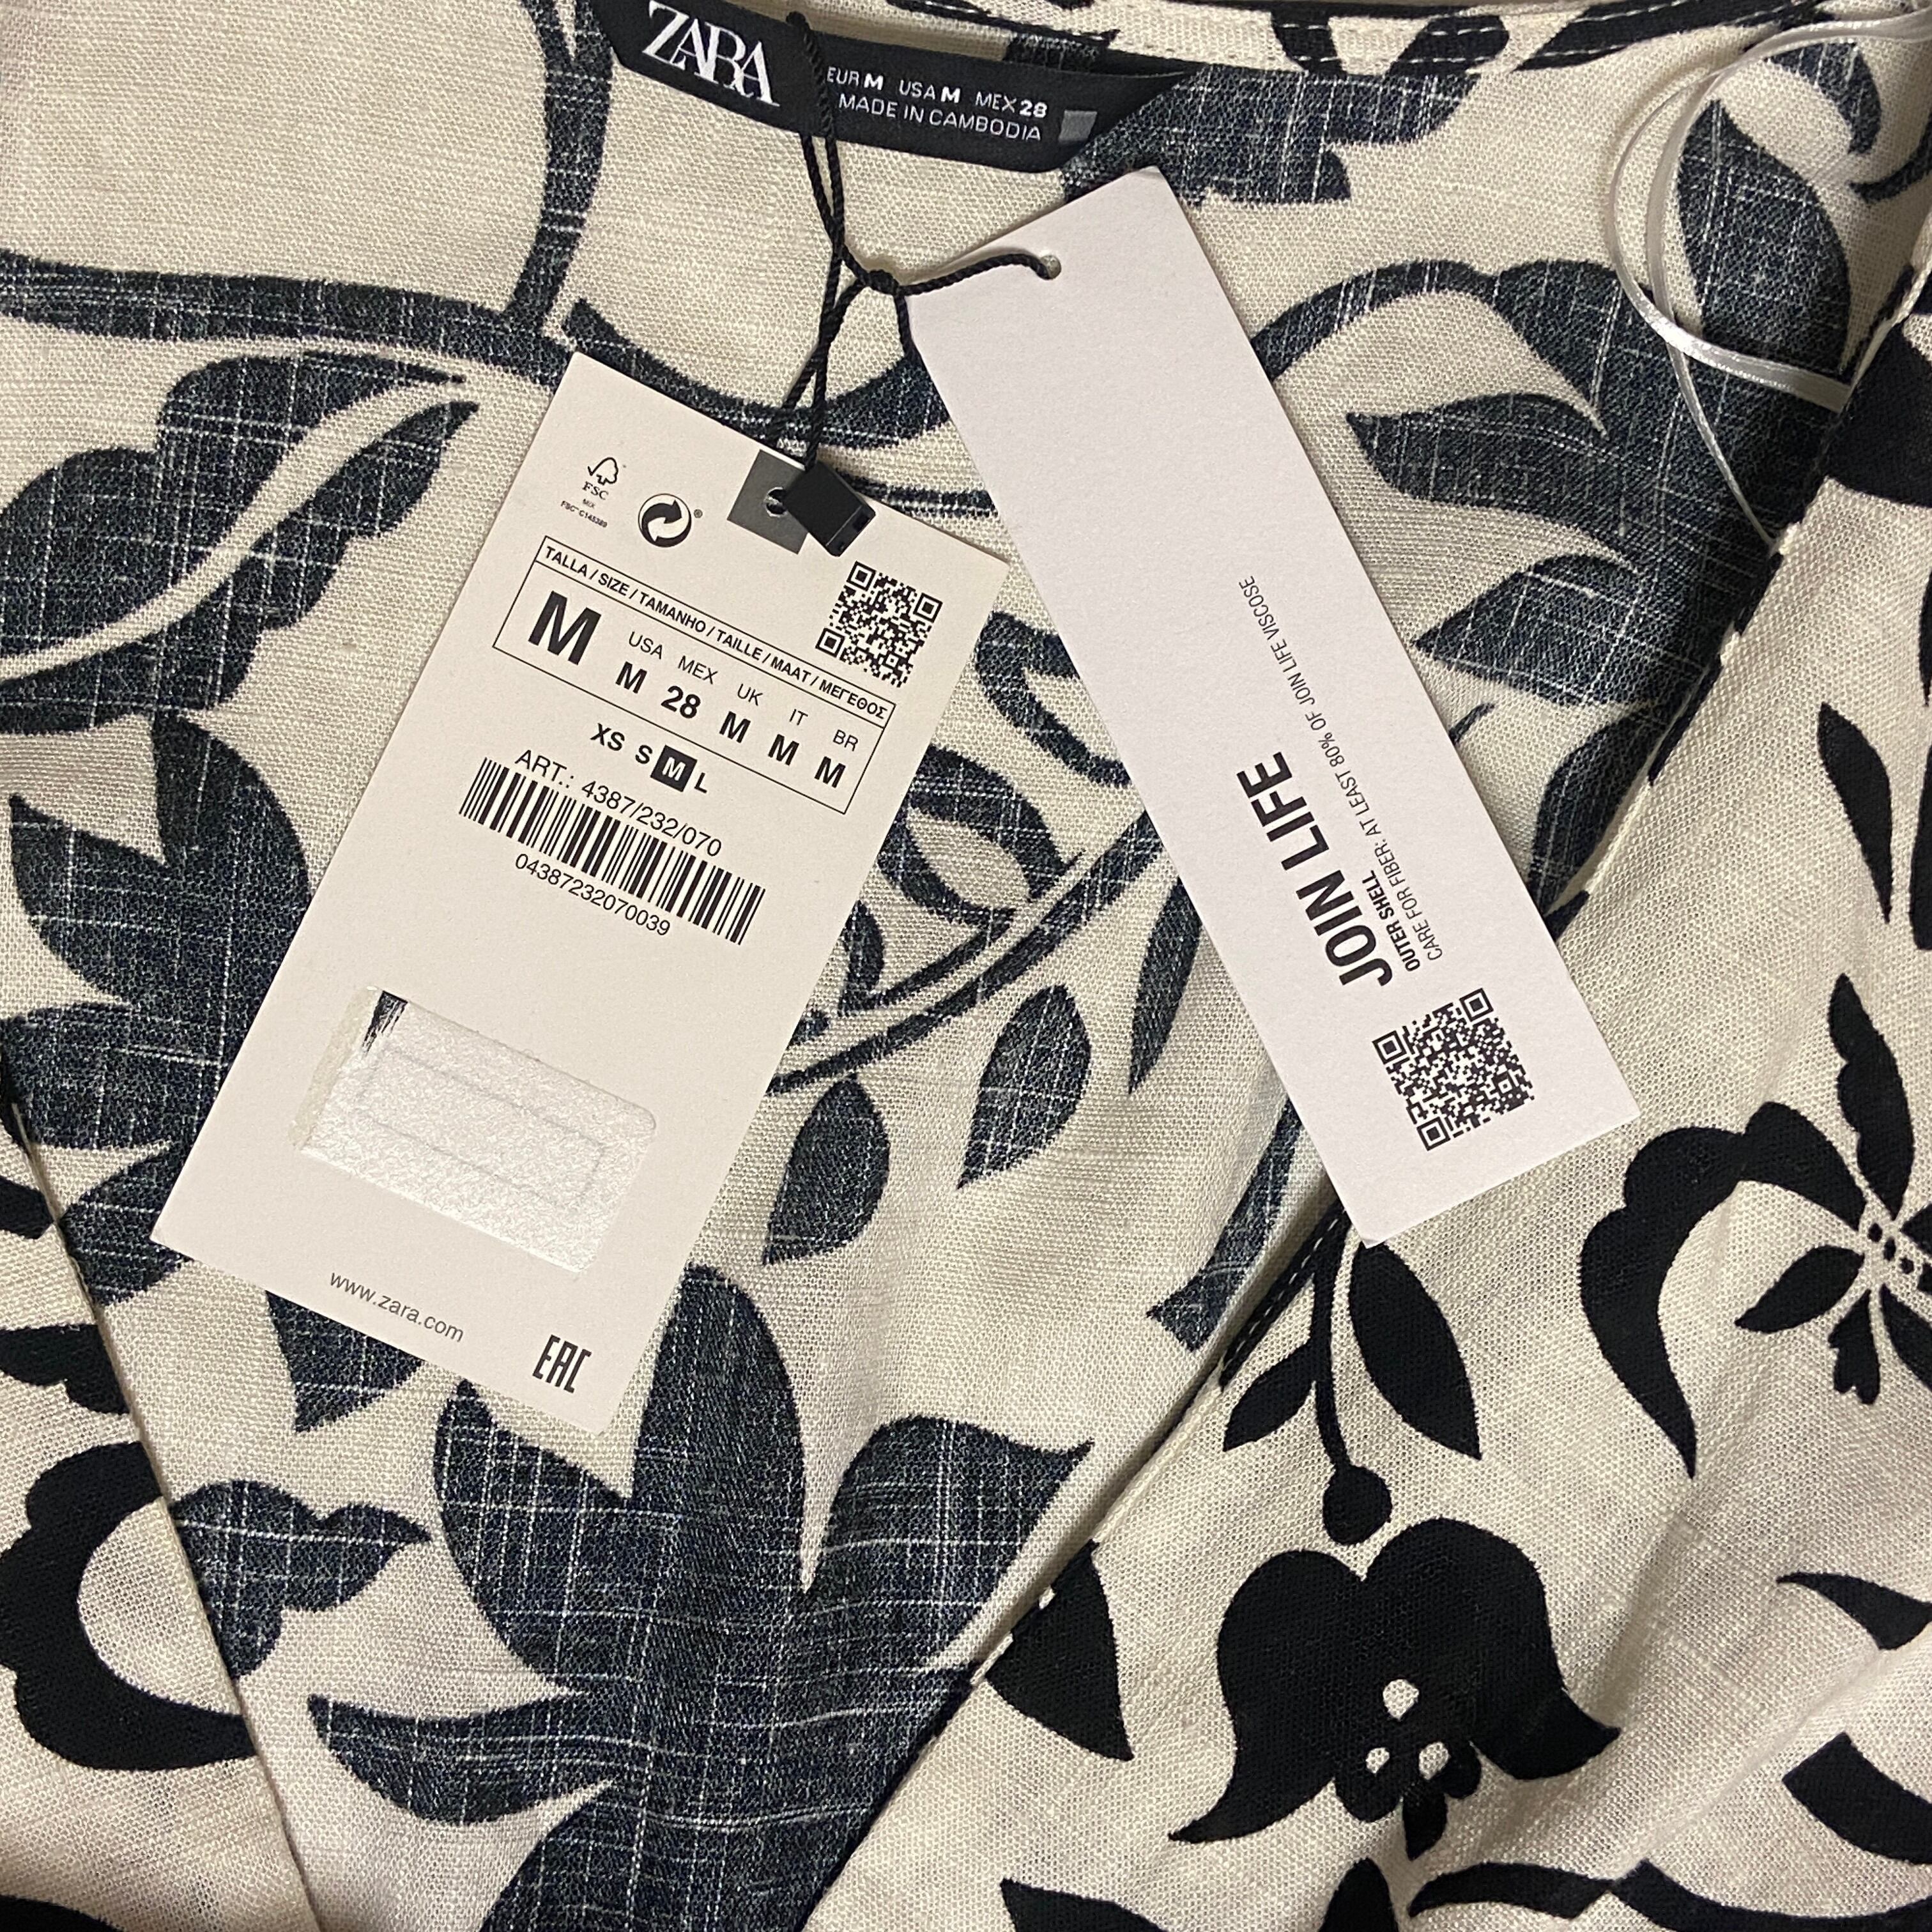 ZARA
EUR M USA M MEX 28
MADE IN CAMBODIA
FSC
MIX
FSC™ C145389
®
TALLA / SIZE / TAMANHO / TAILLE / MAAT / ΜΕΓΕΘΟΣ
M
USA MEX UK IT BR
M 28 M M M
XS S M L
ART.: 4387/232/070
04387232070039
www.zara.com
EAC
JOIN LIFE
OUTER SHELL
CARE FOR FIBER: AT LEAST 80% OF JOIN LIFE VISCOSE